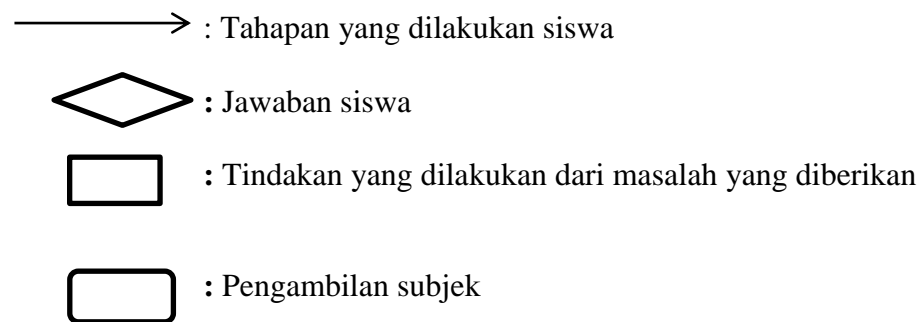 : Tahapan yang dilakukan siswa
: Jawaban siswa
: Tindakan yang dilakukan dari masalah yang diberikan
: Pengambilan subjek